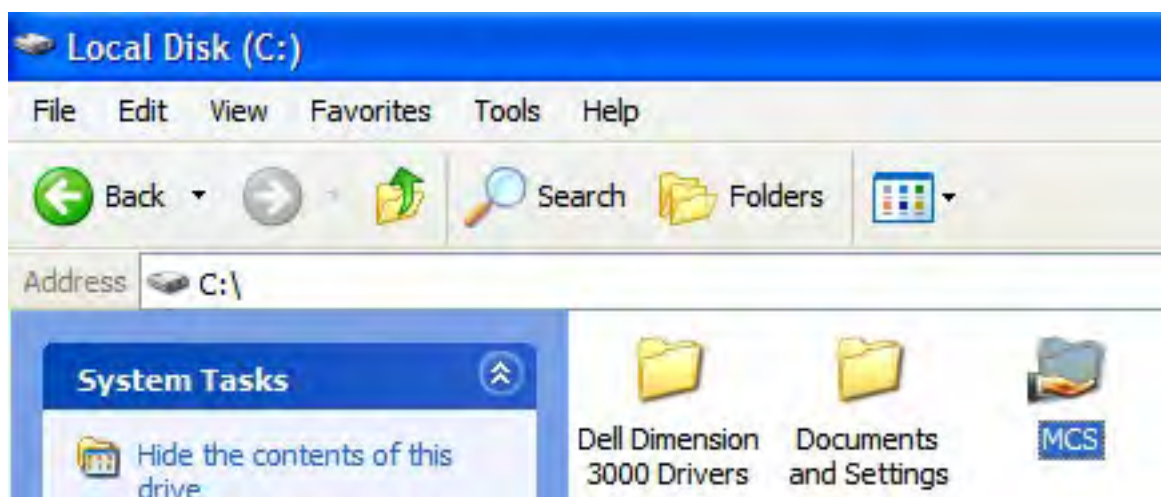 Local Disk (C:)
File Edit View Favorites Tools Help
Back Search Folders
Address C:\
System Tasks
Hide the contents of this
drive
Dell Dimension
3000 Drivers
Documents
and Settings
MCS